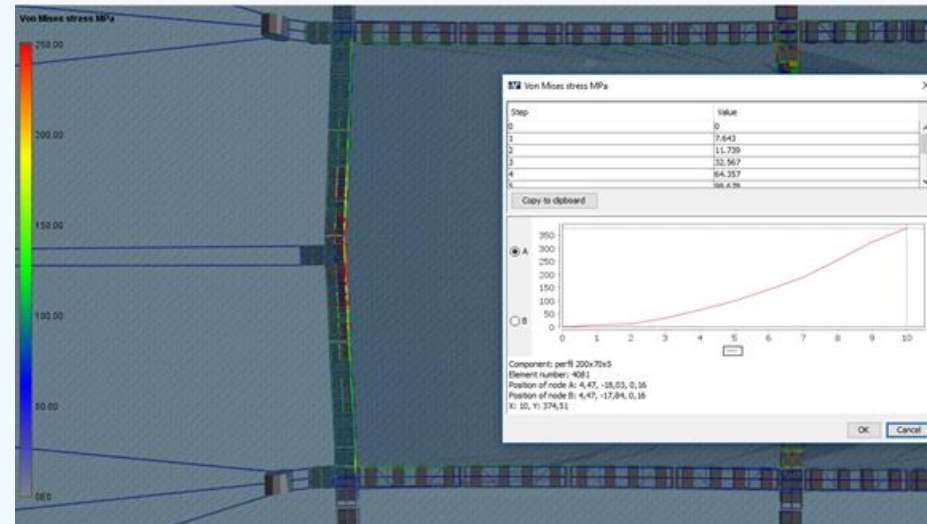 Von Mises stress MPa
250.00
200.00
150.00
100.00
50.00
0E0
Von Mises stress MPa
Step Value
0 0
1 7.643
2 11.739
3 32.567
4 64.357
5 98.678
Copy to clipboard
A
B
350
300
250
200
150
100
50
0
0 1 2 3 4 5 6 7 8 9 10
Component: perfil 200x70x5
Element number: 4081
Position of node A: 4,47, -18,03, 0,16
Position of node B: 4,47, -17,84, 0,16
X: 10, Y: 374,51
OK Cancel